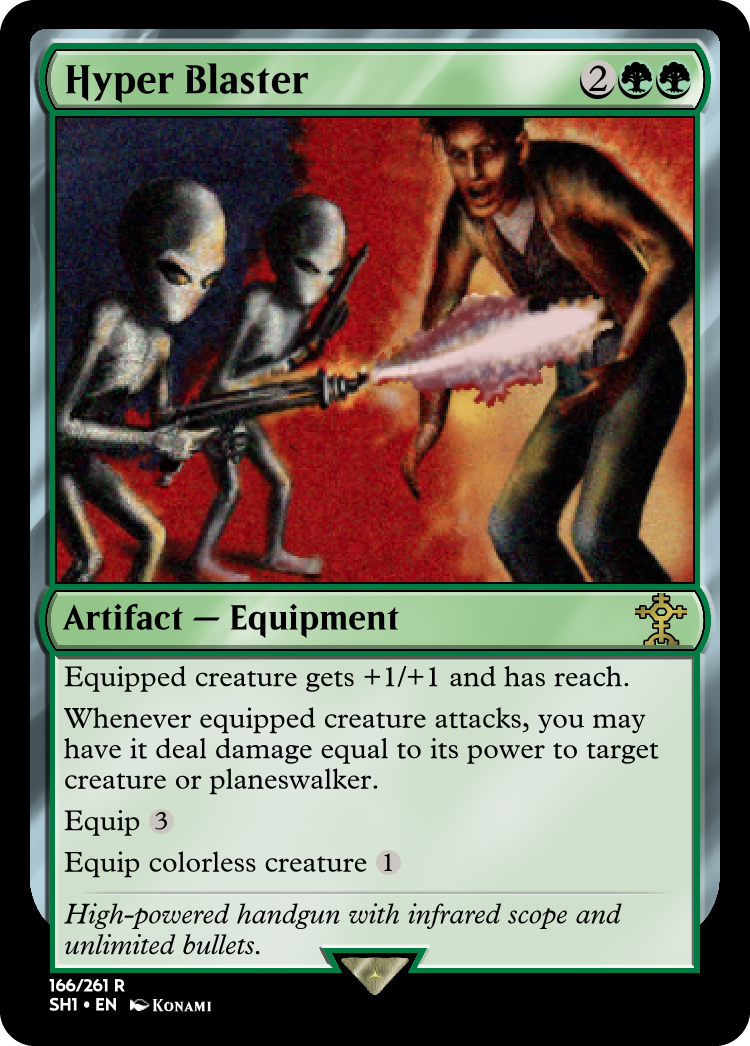 Hyper Blaster 2
Artifact — Equipment
Equipped creature gets +1/+1 and has reach.
Whenever equipped creature attacks, you may
have it deal damage equal to its power to target
creature or planeswalker.
Equip 3
Equip colorless creature 1
High-powered handgun with infrared scope and
unlimited bullets.
166/261 R
SH1 • EN KONAMI